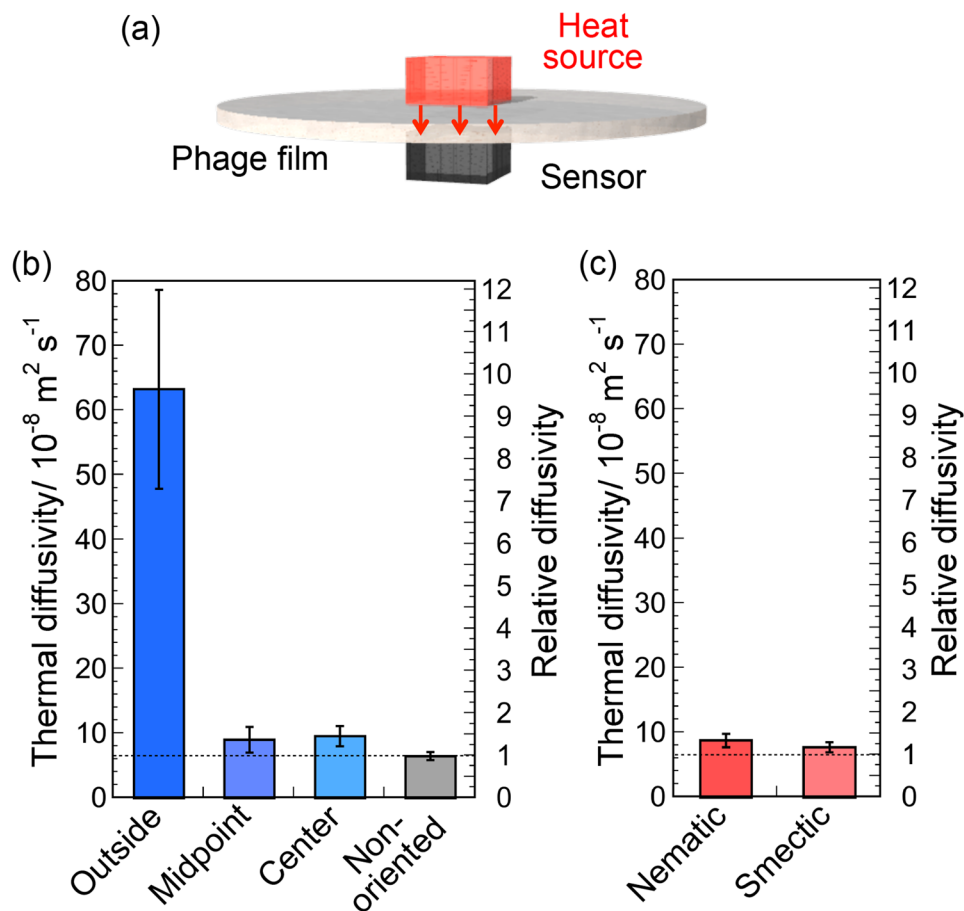 (a)
Heat
source
Phage film
Sensor
(b)
Thermal diffusivity/ 10⁻⁸ m² s⁻¹
80
70
60
50
40
30
20
10
0
12
11
10
9
8
7
6
5
4
3
2
1
0
Relative diffusivity
Outside
Midpoint
Center
Non-
oriented
(c)
Thermal diffusivity/ 10⁻⁸ m² s⁻¹
80
70
60
50
40
30
20
10
0
12
11
10
9
8
7
6
5
4
3
2
1
0
Relative diffusivity
Nematic
Smectic